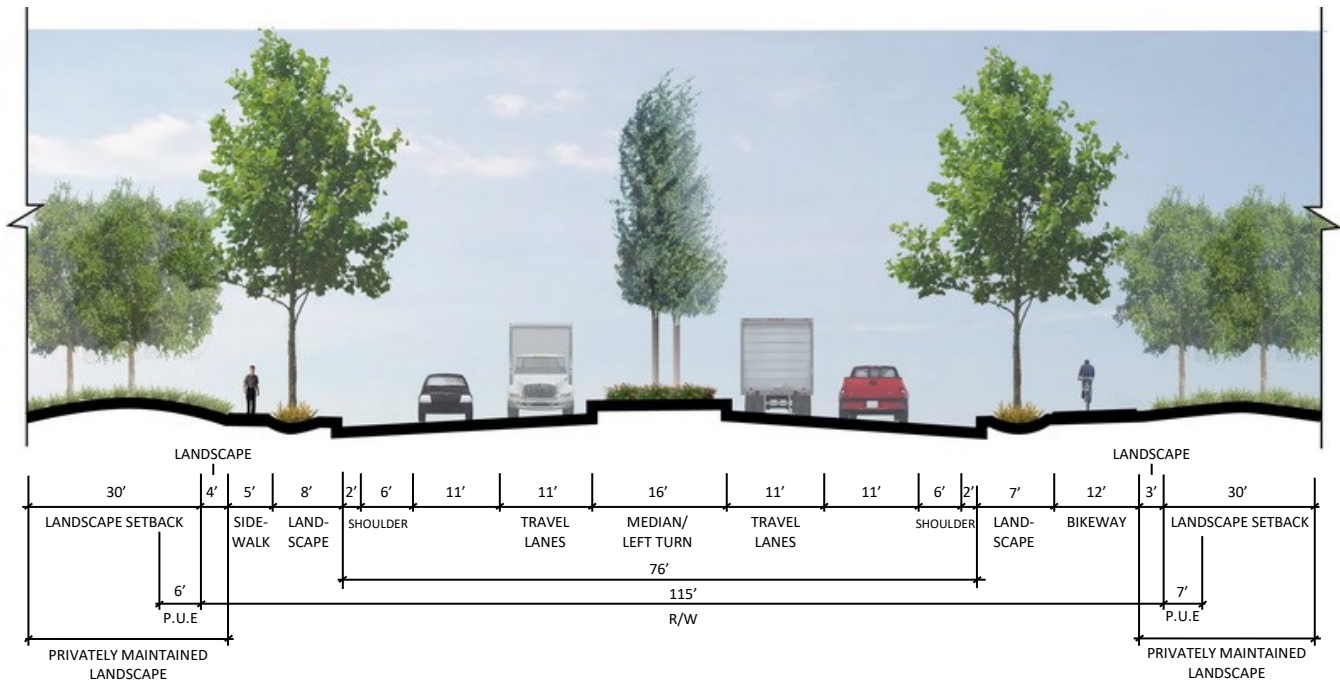 LANDSCAPE LANDSCAPE
30’ 4’ 5’ 8’ 2’ 6’ 11’ 11’ 16’ 11’ 11’ 6’ 2’ 7’ 12’ 3’ 30’
LANDSCAPE SETBACK SIDE- LAND- SHOULDER TRAVEL MEDIAN/ TRAVEL SHOULDER LAND- BIKEWAY LANDSCAPE SETBACK
WALK SCAPE LANES LEFT TURN LANES SCAPE
76’
6’ 115’ 7’
P.U.E R/W P.U.E
PRIVATELY MAINTAINED PRIVATELY MAINTAINED
LANDSCAPE LANDSCAPE